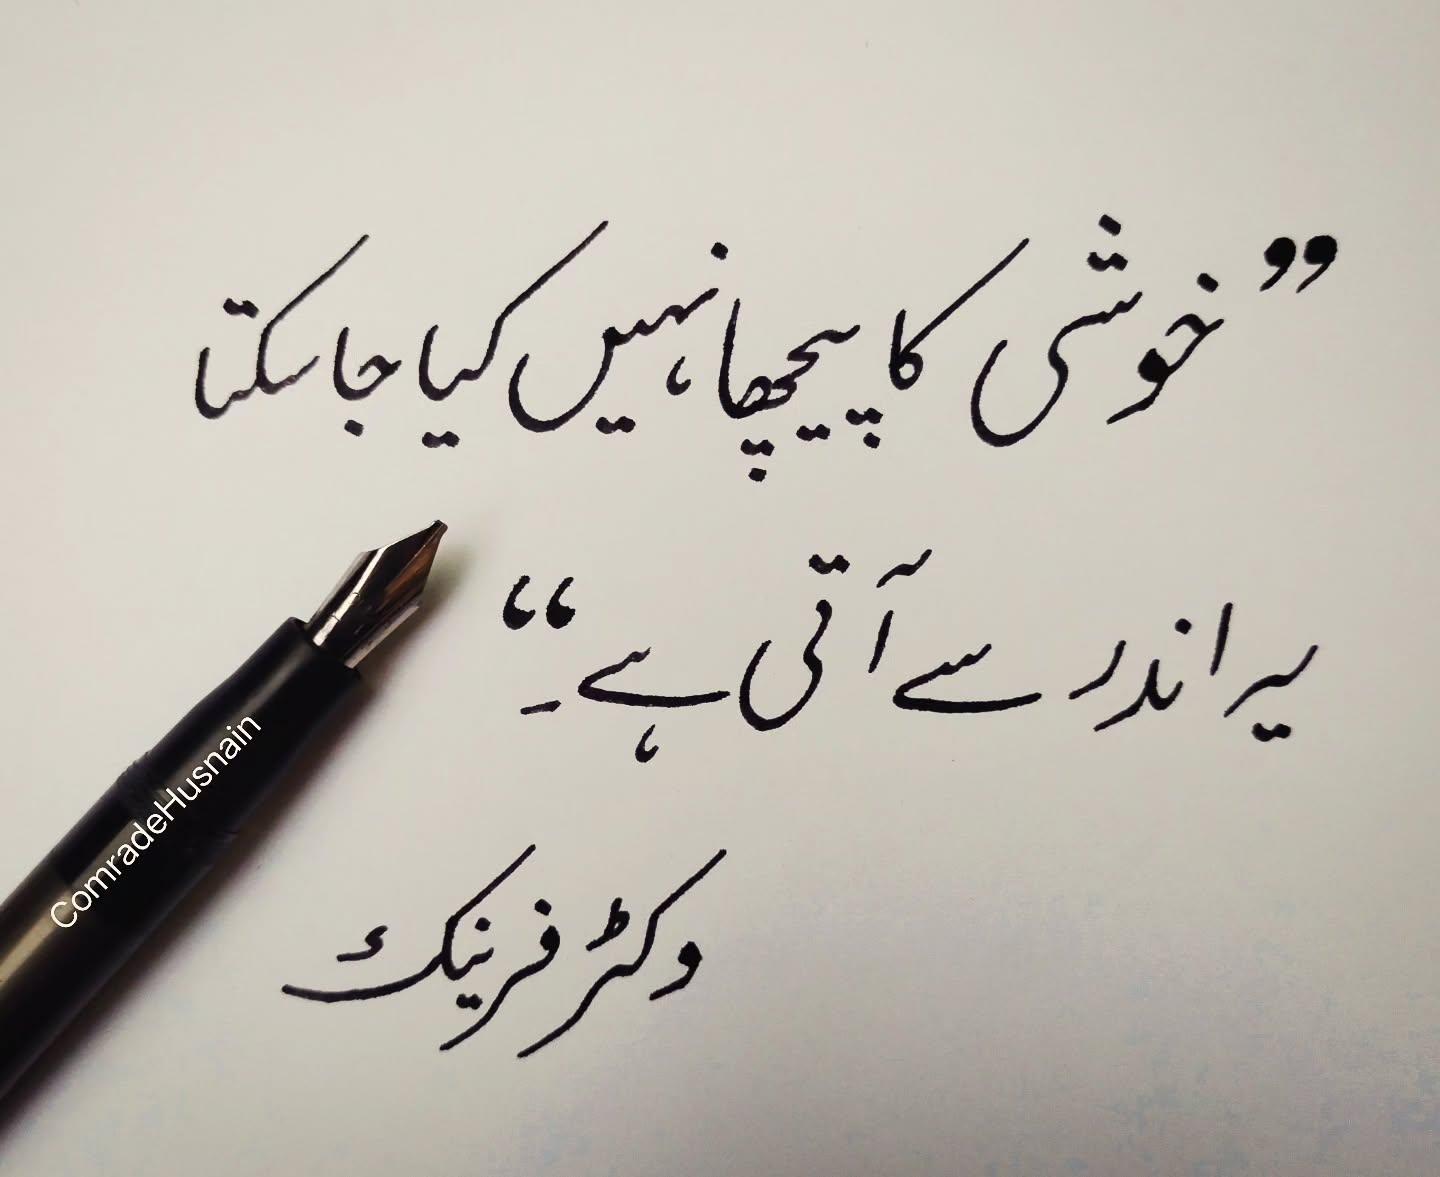 ”خوشی کا پیچھا نہیں کیا جا سکتا
یہ اندر سے آتی ہے۔“
وکٹر فرینک
ComradeHusnain